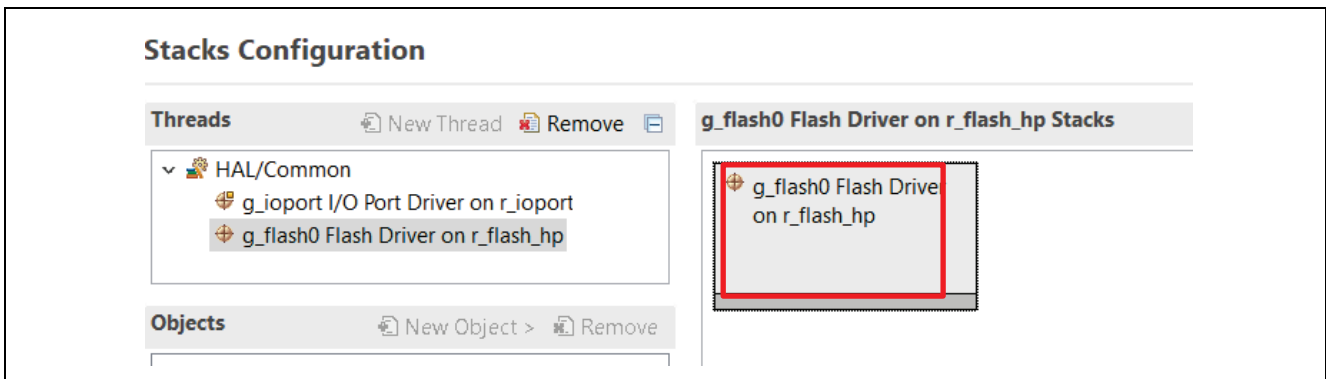 Stacks Configuration
Threads
New Thread
Remove
HAL/Common
g_ioport I/O Port Driver on r_ioport
g_flash0 Flash Driver on r_flash_hp
Objects
New Object >
Remove
g_flash0 Flash Driver on r_flash_hp Stacks
g_flash0 Flash Driver
on r_flash_hp